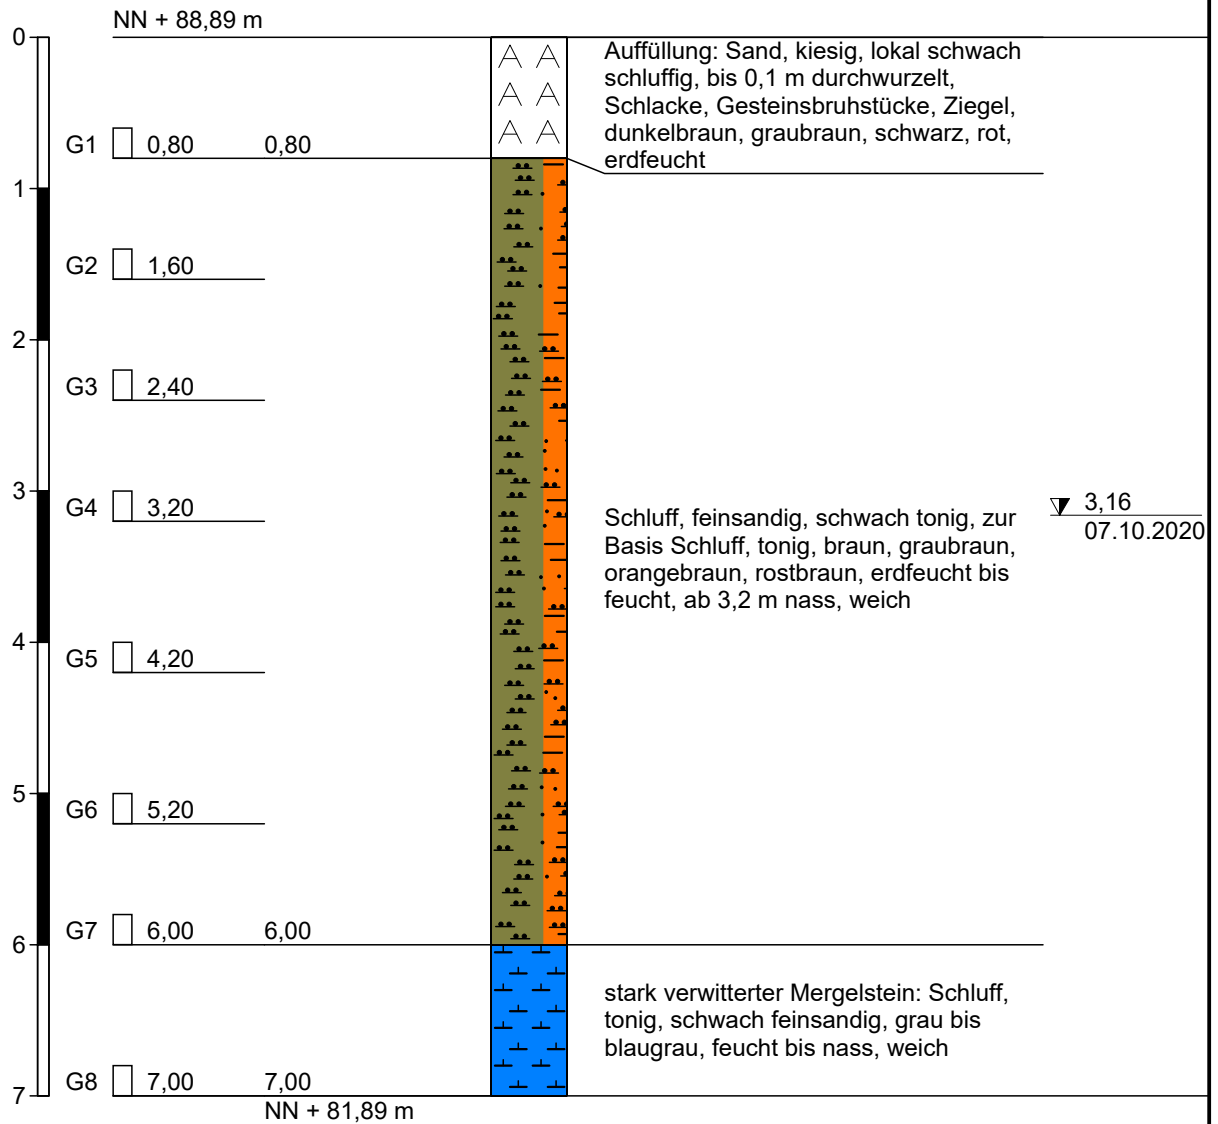 NN + 88,89 m
0
Auffüllung: Sand, kiesig, lokal schwach
schluffig, bis 0,1 m durchwurzelt,
Schlacke, Gesteinsbruhstücke, Ziegel,
dunkelbraun, graubraun, schwarz, rot,
erdfeucht
G1 0,80 0,80
1
G2 1,60
2
G3 2,40
3
G4 3,20
3,16
07.10.2020
Schluff, feinsandig, schwach tonig, zur
Basis Schluff, tonig, braun, graubraun,
orangebraun, rostbraun, erdfeucht bis
feucht, ab 3,2 m nass, weich
4
G5 4,20
5
G6 5,20
G7 6,00 6,00
6
stark verwitterter Mergelstein: Schluff,
tonig, schwach feinsandig, grau bis
blaugrau, feucht bis nass, weich
G8 7,00 7,00
7
NN + 81,89 m